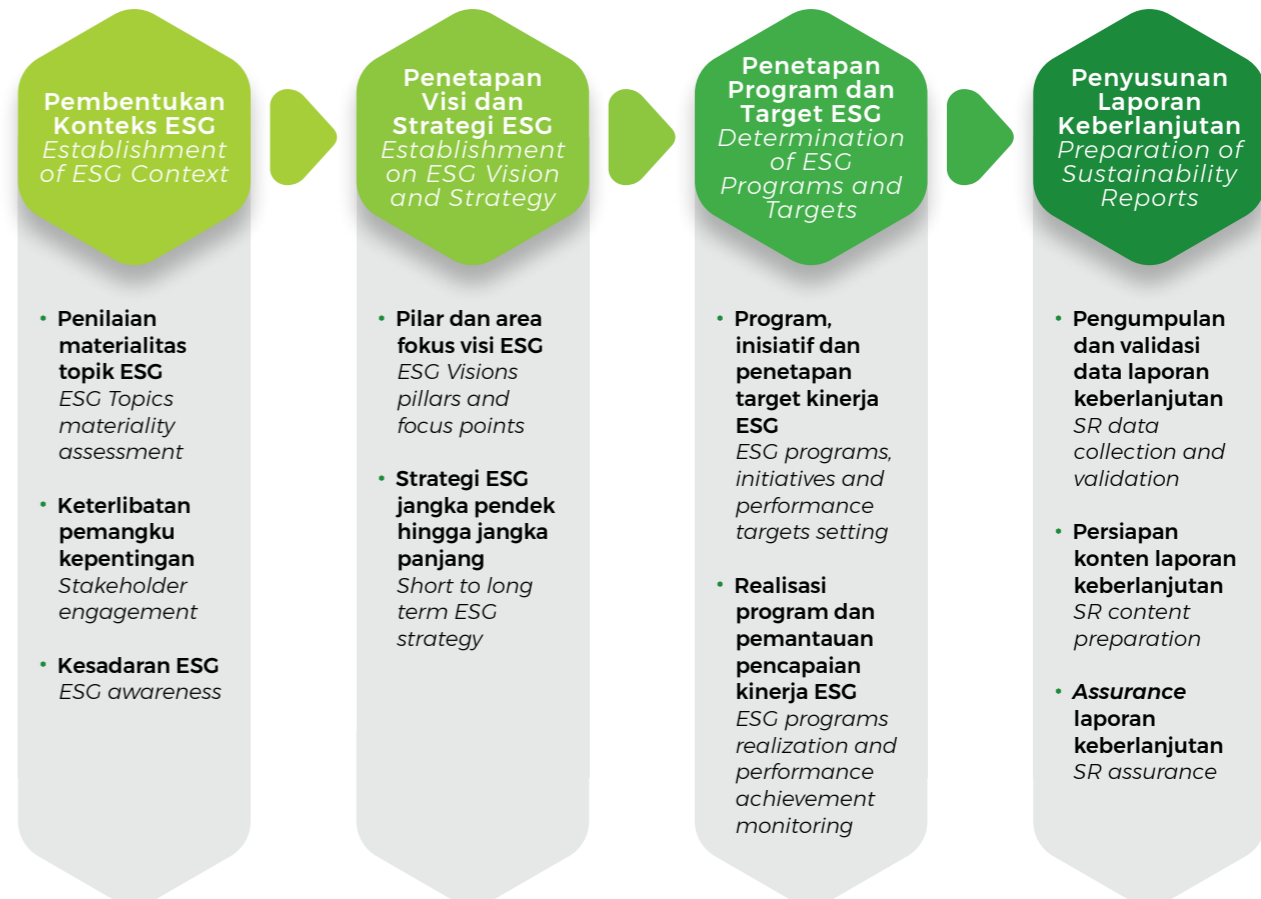 Pembentukan
Konteks ESG
Establishment
of ESG Context
• Penilaian
materialitas
topik ESG
ESG Topics
materiality
assessment
• Keterlibatan
pemangku
kepentingan
Stakeholder
engagement
• Kesadaran ESG
ESG awareness
Penetapan
Visi dan
Strategi ESG
Establishment
on ESG Vision
and Strategy
• Pilar dan area
fokus visi ESG
ESG Visions
pillars and
focus points
• Strategi ESG
jangka pendek
hingga jangka
panjang
Short to long
term ESG
strategy
Penetapan
Program dan
Target ESG
Determination
of ESG
Programs and
Targets
• Program,
inisiatif dan
penetapan
target kinerja
ESG
ESG programs,
initiatives and
performance
targets setting
• Realisasi
program dan
pemantauan
pencapaian
kinerja ESG
ESG programs
realization and
performance
achievement
monitoring
Penyusunan
Laporan
Keberlanjutan
Preparation of
Sustainability
Reports
• Pengumpulan
dan validasi
data laporan
keberlanjutan
SR data
collection and
validation
• Persiapan
konten laporan
keberlanjutan
SR content
preparation
• Assurance
laporan
keberlanjutan
SR assurance